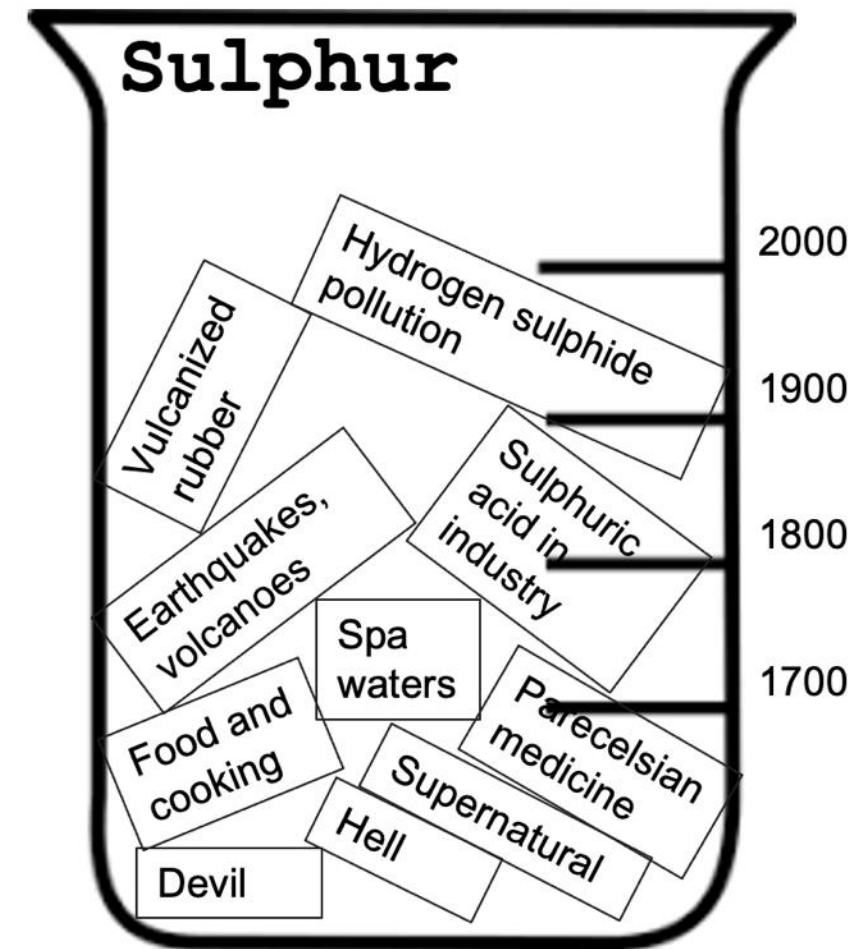 Sulphur
2000
Hydrogen sulphide
pollution
1900
Vulcanized
rubber
Sulphuric
acid in
industry
1800
Earthquakes,
volcanoes
Spa
waters
1700
Parecelsian
medicine
Food and
cooking
Supernatural
Hell
Devil